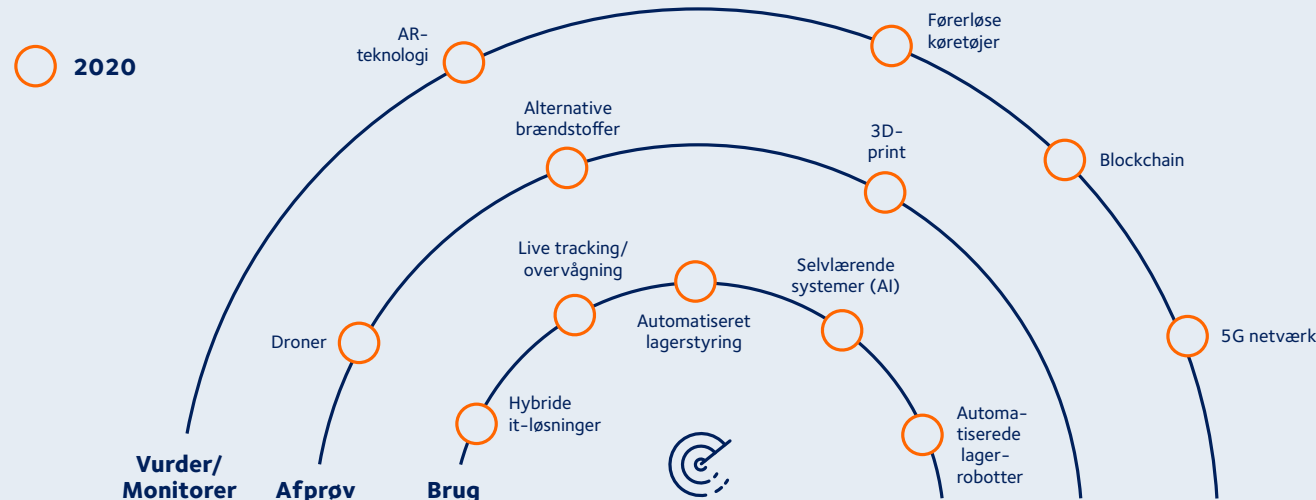 2020
AR-
teknologi
Førerløse
køretøjer
Alternative
brændstoffer
3D-
print
Blockchain
Live tracking/
overvågning
Selvlærende
systemer (AI)
Automatiseret
lagerstyring
Droner
5G netværk
Hybride
it-løsninger
Automa-
tiserede
lager-
robotter
Vurder/
Monitorer
Afprøv
Brug